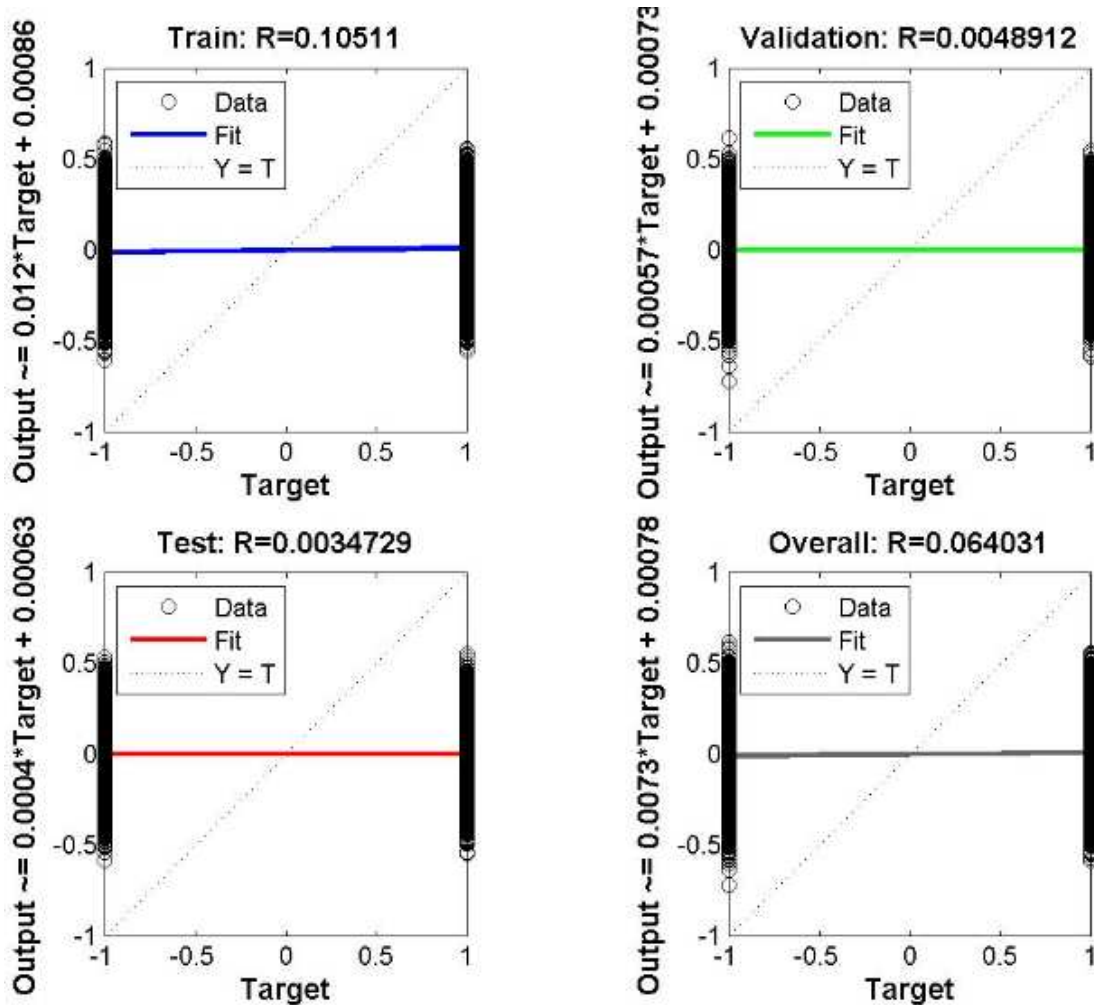 Train: R=0.10511
Output ~= 0.012*Target + 0.00086
1
0.5
0
-0.5
-1
Data
Fit
Y = T
-1 -0.5 0 0.5 1
Target
Validation: R=0.0048912
Output ~= 0.00057*Target + 0.00073
1
0.5
0
-0.5
-1
Data
Fit
Y = T
-1 -0.5 0 0.5 1
Target
Test: R=0.0034729
Output ~= 0.0004*Target + 0.00063
1
0.5
0
-0.5
-1
Data
Fit
Y = T
-1 -0.5 0 0.5 1
Target
Overall: R=0.064031
Output ~= 0.0073*Target + 0.00078
1
0.5
0
-0.5
-1
Data
Fit
Y = T
-1 -0.5 0 0.5 1
Target